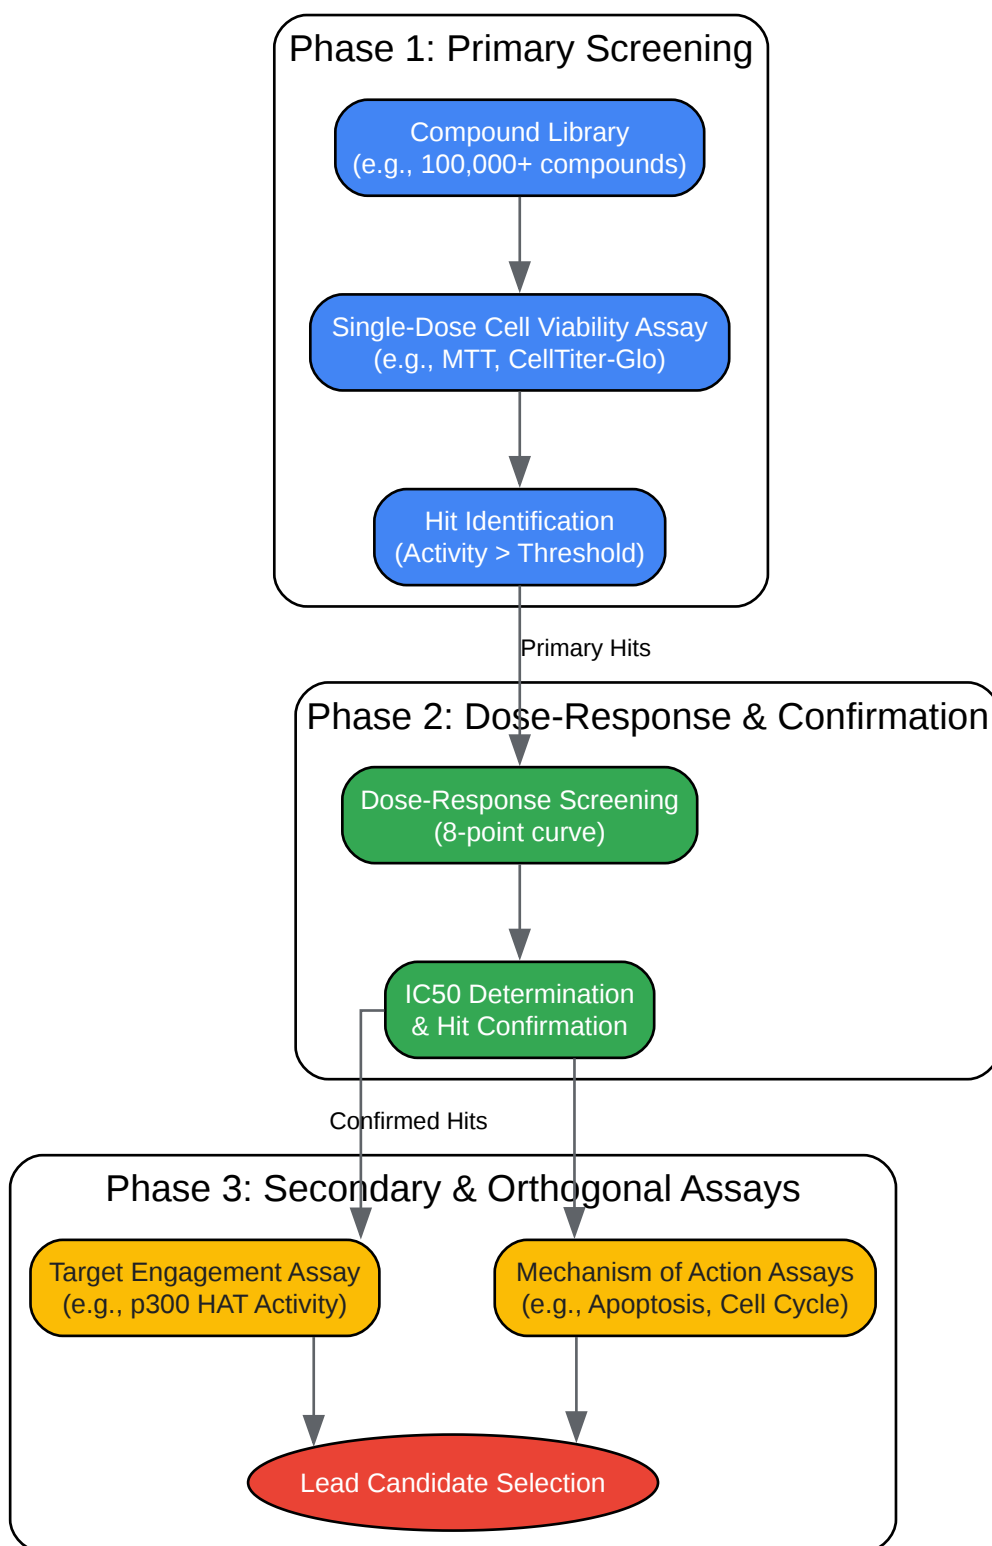 Phase 1: Primary Screening
Compound Library
(e.g., 100,000+ compounds)
Single-Dose Cell Viability Assay
(e.g., MTT, CellTiter-Glo)
Hit Identification
(Activity > Threshold)
Primary Hits
Phase 2: Dose-Response & Confirmation
Dose-Response Screening
(8-point curve)
IC50 Determination
& Hit Confirmation
Confirmed Hits
Phase 3: Secondary & Orthogonal Assays
Target Engagement Assay
(e.g., p300 HAT Activity)
Mechanism of Action Assays
(e.g., Apoptosis, Cell Cycle)
Lead Candidate Selection